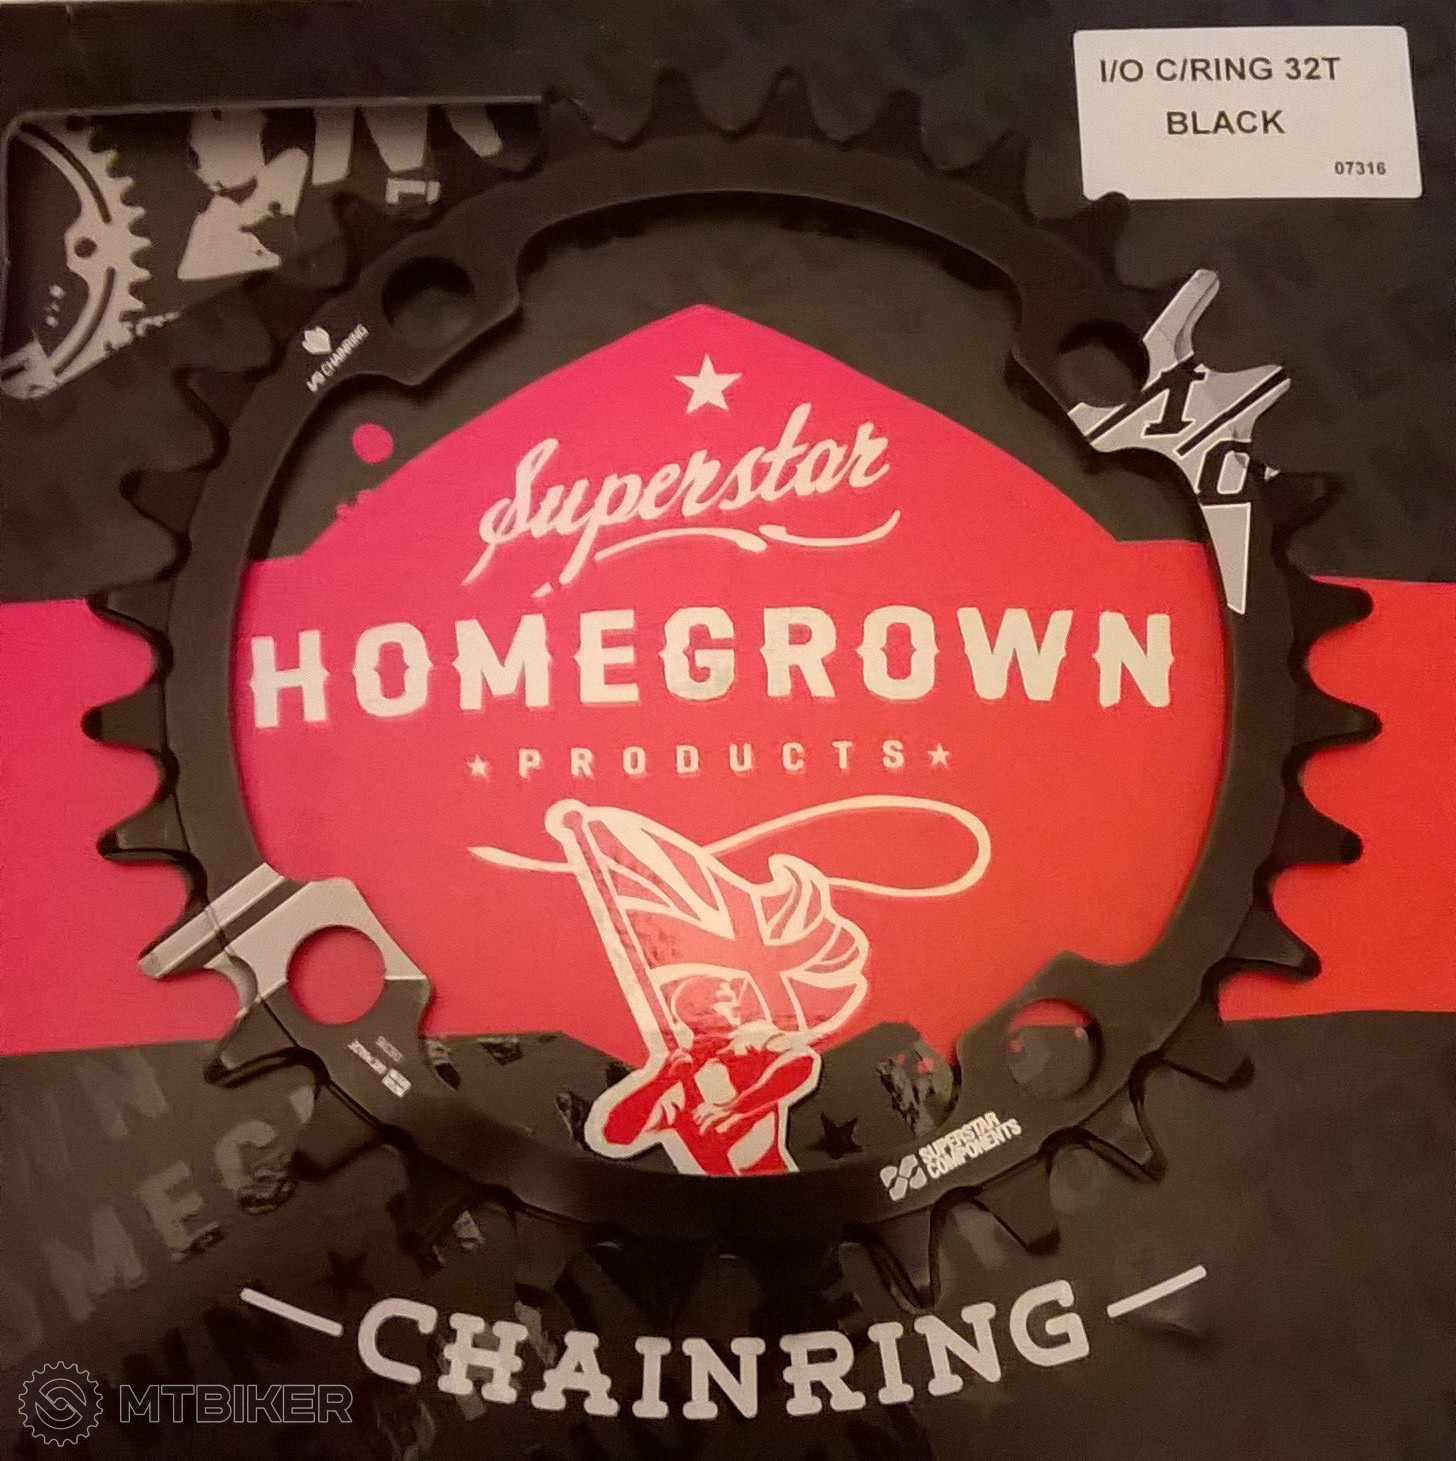 I/O C/RING 32T
BLACK
07316
I/O CHAINRING
I/O
Superstar
HOMEGROWN
PRODUCTS
SUPERSTAR
COMPONENTS
CHAINRING
MTBIKER